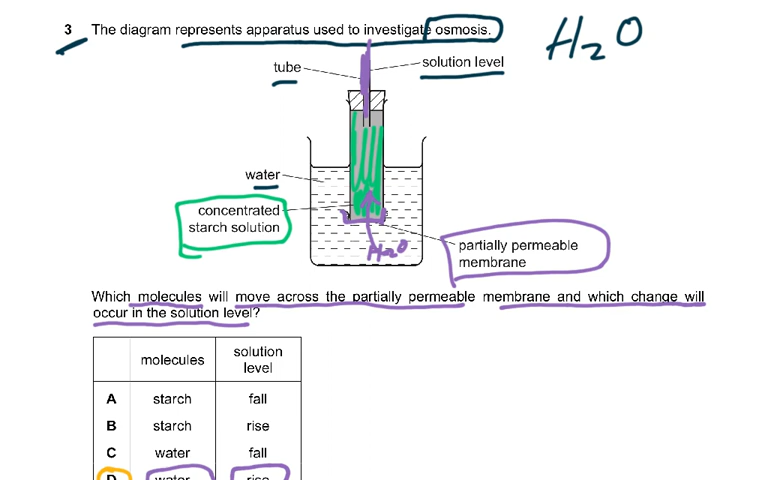 3 The diagram represents apparatus used to investigate osmosis.
H₂O
tube
solution level
water
concentrated
starch solution
H₂O
partially permeable
membrane
Which molecules will move across the partially permeable membrane and which change will
occur in the solution level?
molecules solution level
A starch fall
B starch rise
C water fall
D water rise